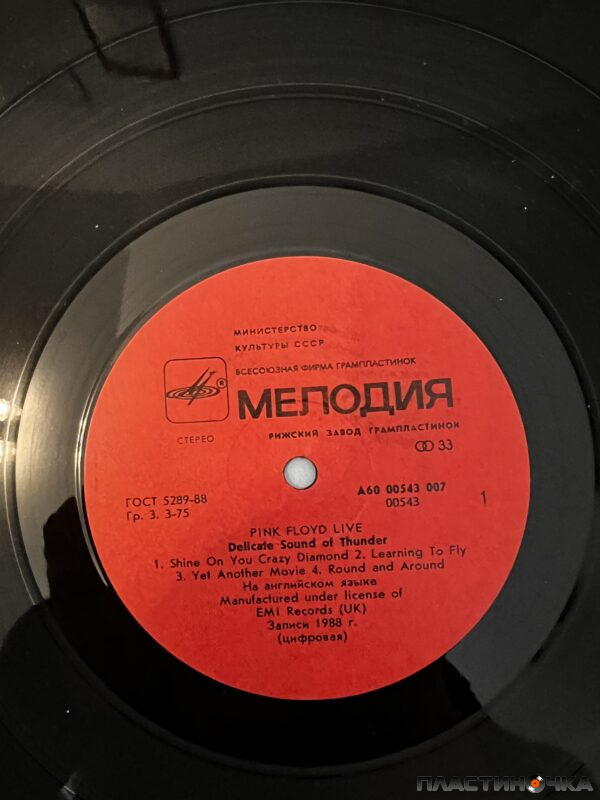 МИНИСТЕРСТВО
КУЛЬТУРЫ СССР
ВСЕСОЮЗНАЯ ФИРМА ГРАМПЛАСТИНОК
®
МЕЛОДИЯ
СТЕРЕО
РИЖСКИЙ ЗАВОД ГРАМПЛАСТИНОК
33
ГОСТ 5289-88
Гр. 3. 3-75
А60 00543 007
00543
1
PINK FLOYD LIVE
Delicate Sound of Thunder
1. Shine On You Crazy Diamond 2. Learning To Fly
3. Yet Another Movie 4. Round and Around
На английском языке
Manufactured under license of
EMI Records (UK)
Записи 1988 г.
(цифровая)
ПЛАСТИНОЧКА